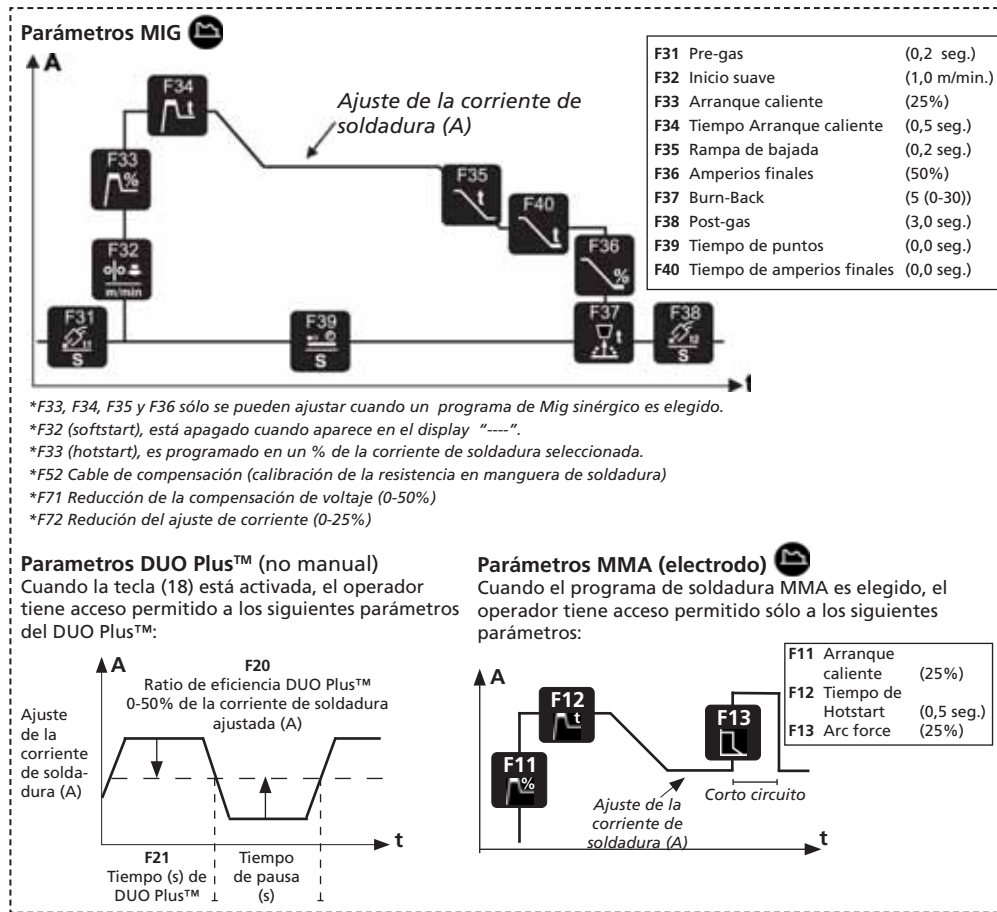 Parámetros MIG
A
F34
t
Ajuste de la corriente de
soldadura (A)
F33
%
F35
t
F40
t
F32
m/min
F36
%
F31
t1
S
F39
S
F37
t
F38
t2
S
t
F31 Pre-gas (0,2 seg.)
F32 Inicio suave (1,0 m/min.)
F33 Arranque caliente (25%)
F34 Tiempo Arranque caliente (0,5 seg.)
F35 Rampa de bajada (0,2 seg.)
F36 Amperios finales (50%)
F37 Burn-Back (5 (0-30))
F38 Post-gas (3,0 seg.)
F39 Tiempo de puntos (0,0 seg.)
F40 Tiempo de amperios finales (0,0 seg.)
*F33, F34, F35 y F36 sólo se pueden ajustar cuando un programa de Mig sinérgico es elegido.
*F32 (softstart), está apagado cuando aparece en el display "----".
*F33 (hotstart), es programado en un % de la corriente de soldadura seleccionada.
*F52 Cable de compensación (calibración de la resistencia en manguera de soldadura)
*F71 Reducción de la compensación de voltaje (0-50%)
*F72 Redución del ajuste de corriente (0-25%)
Parametros DUO Plus™ (no manual)
Cuando la tecla (18) está activada, el operador
tiene acceso permitido a los siguientes parámetros
del DUO Plus™:
A
F20
Ratio de eficiencia DUO Plus™
0-50% de la corriente de soldadura
ajustada (A)
Ajuste
de la
corriente
de solda-
dura (A)
t
F21
Tiempo (s) de
DUO Plus™
Tiempo
de pausa
(s)
Parámetros MMA (electrodo)
Cuando el programa de soldadura MMA es elegido, el
operador tiene acceso permitido sólo a los siguientes
parámetros:
F11 Arranque
caliente (25%)
F12 Tiempo de
Hotstart (0,5 seg.)
F13 Arc force (25%)
A
F12
t
F13
F11
%
Ajuste de la
corriente de
soldadura (A)
Corto circuito
t